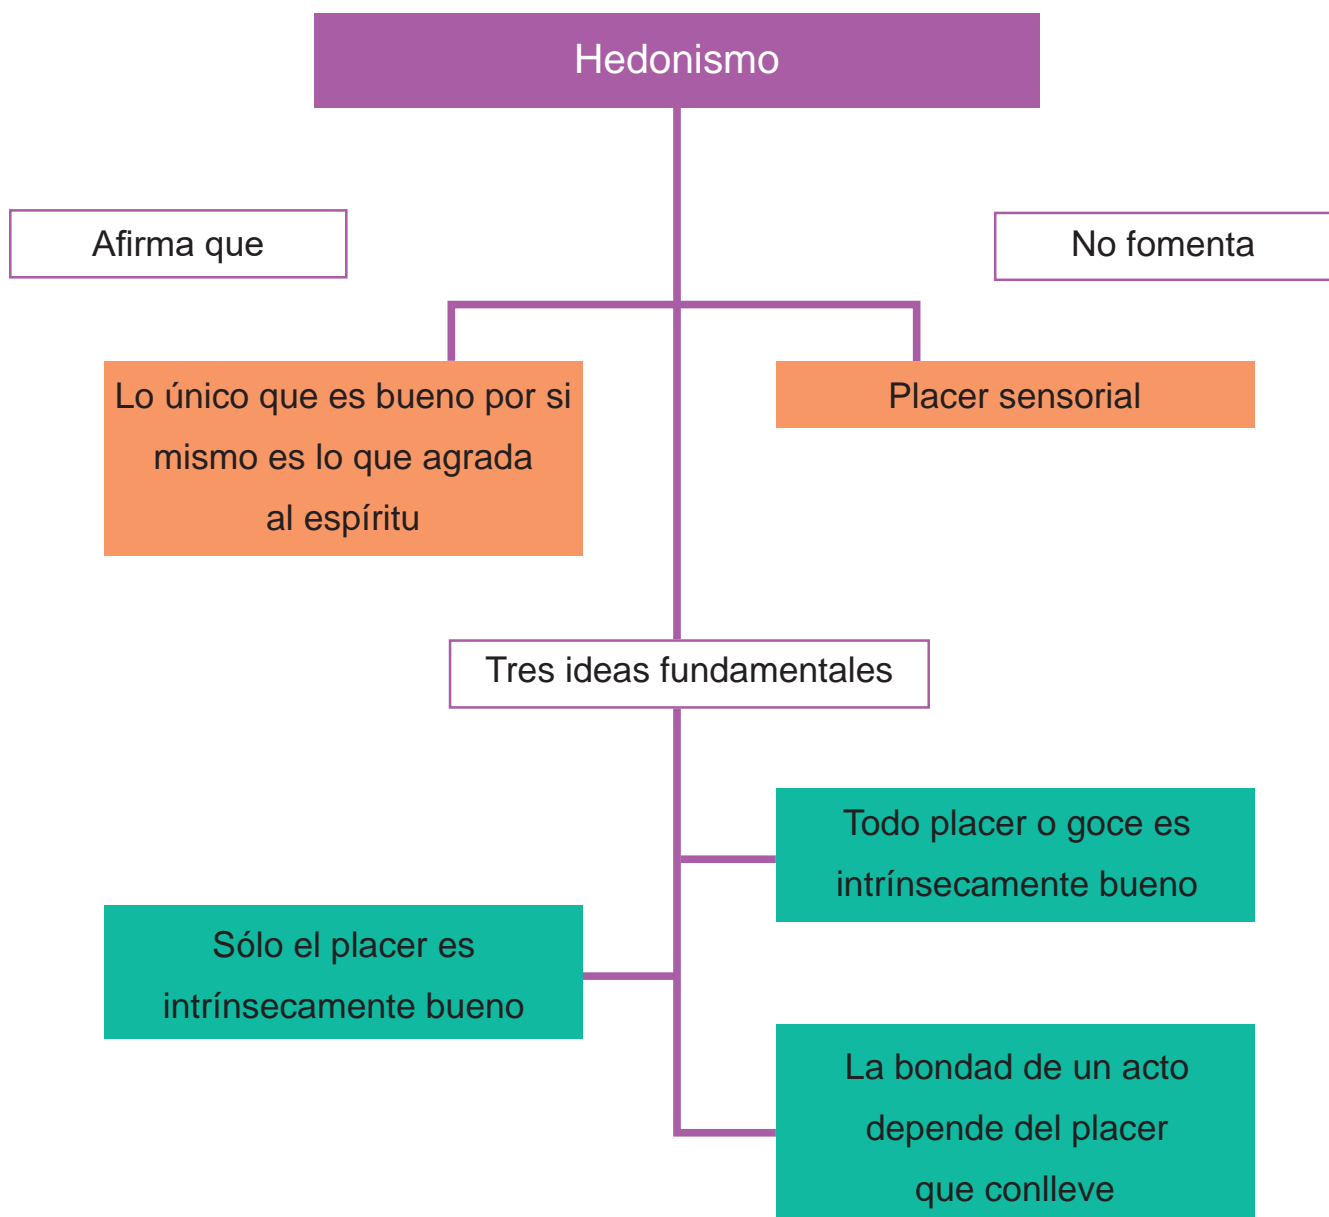 Hedonismo
Afirma que
No fomenta
Lo único que es bueno por si
mismo es lo que agrada
al espíritu
Placer sensorial
Tres ideas fundamentales
Todo placer o goce es
intrínsecamente bueno
Sólo el placer es
intrínsecamente bueno
La bondad de un acto
depende del placer
que conlleve